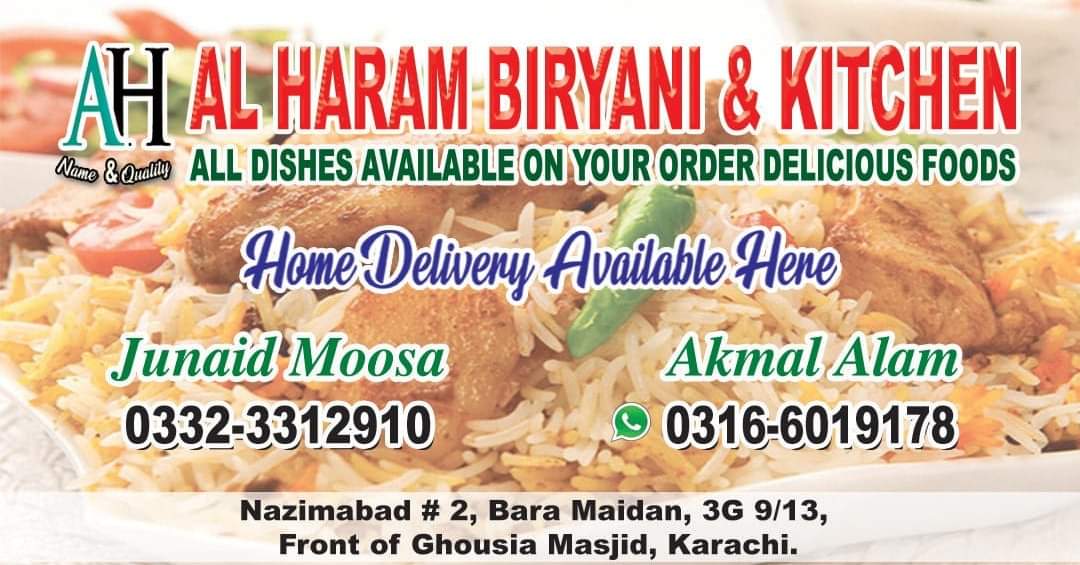 AH
Name & Quality
AL HARAM BIRYANI & KITCHEN
ALL DISHES AVAILABLE ON YOUR ORDER DELICIOUS FOODS
Home Delivery Available Here
Junaid Moosa
0332-3312910
Akmal Alam
0316-6019178
Nazimabad # 2, Bara Maidan, 3G 9/13,
Front of Ghousia Masjid, Karachi.